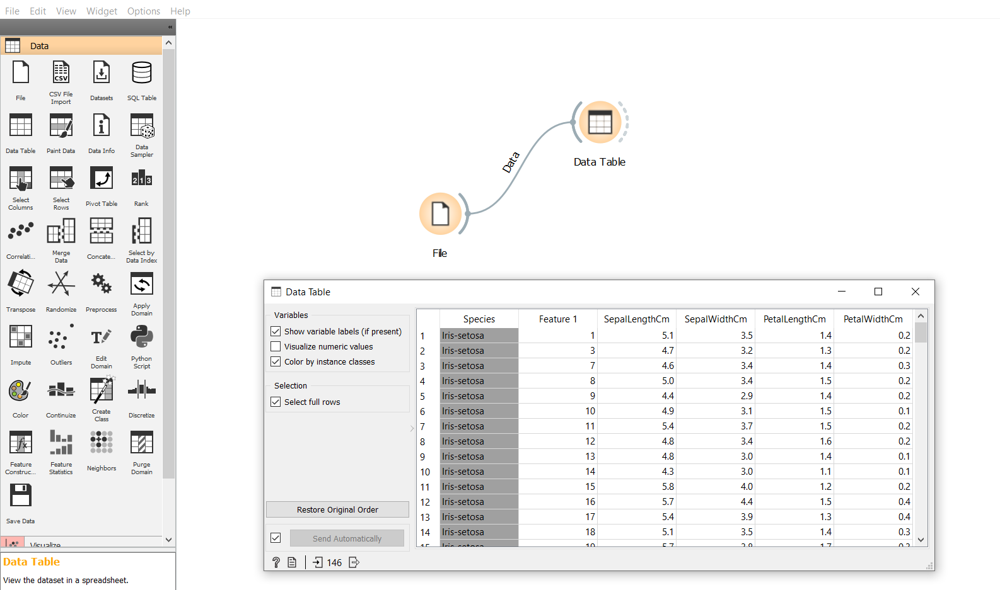 File Edit View Widget Options Help
«
Data
File
CSV
CSV File
Import
Datasets
SQL Table
Data Table
Paint Data
Data Info
Data
Sampler
Select
Columns
Select
Rows
Pivot Table
2 1 3
Rank
Correlati...
Merge
Data
Concate...
Select by
Data Index
Transpose
Randomize
Preprocess
Apply
Domain
Impute
Outliers
Edit
Domain
Python
Script
Color
Continuize
Create
Class
Discretize
Feature
Construc...
Feature
Statistics
Neighbors
Purge
Domain
Save Data
Visualize
Data Table
View the dataset in a spreadsheet.
Data Table
Data
File
Data Table
Variables
Show variable labels (if present)
Visualize numeric values
Color by instance classes
Selection
Select full rows
Restore Original Order
Send Automatically
? 146
Species Feature 1 SepalLengthCm SepalWidthCm PetalLengthCm PetalWidthCm
1 Iris-setosa 1 5.1 3.5 1.4 0.2
2 Iris-setosa 3 4.7 3.2 1.3 0.2
3 Iris-setosa 7 4.6 3.4 1.4 0.3
4 Iris-setosa 8 5.0 3.4 1.5 0.2
5 Iris-setosa 9 4.4 2.9 1.4 0.2
6 Iris-setosa 10 4.9 3.1 1.5 0.1
7 Iris-setosa 11 5.4 3.7 1.5 0.2
8 Iris-setosa 12 4.8 3.4 1.6 0.2
9 Iris-setosa 13 4.8 3.0 1.4 0.1
10 Iris-setosa 14 4.3 3.0 1.1 0.1
11 Iris-setosa 15 5.8 4.0 1.2 0.2
12 Iris-setosa 16 5.7 4.4 1.5 0.4
13 Iris-setosa 17 5.4 3.9 1.3 0.4
14 Iris-setosa 18 5.1 3.5 1.4 0.3